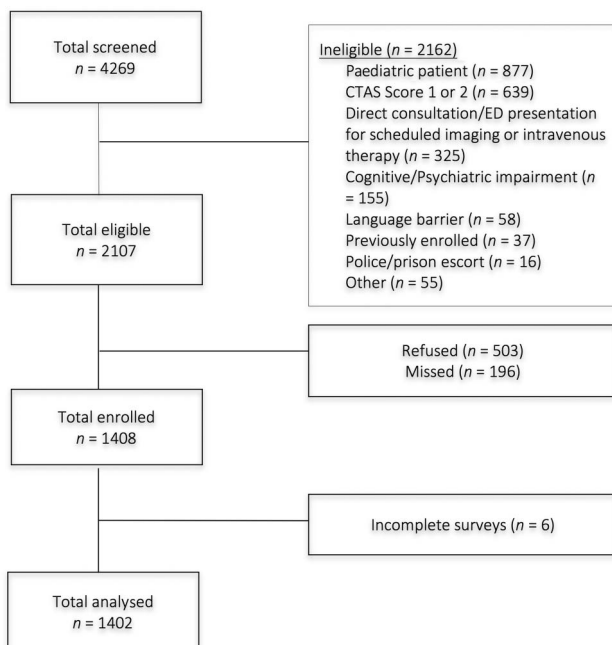 Total screened
n = 4269
Ineligible (n = 2162)
Paediatric patient (n = 877)
CTAS Score 1 or 2 (n = 639)
Direct consultation/ED presentation
for scheduled imaging or intravenous
therapy (n = 325)
Cognitive/Psychiatric impairment (n
= 155)
Language barrier (n = 58)
Previously enrolled (n = 37)
Police/prison escort (n = 16)
Other (n = 55)
Total eligible
n = 2107
Refused (n = 503)
Missed (n = 196)
Total enrolled
n = 1408
Incomplete surveys (n = 6)
Total analysed
n = 1402